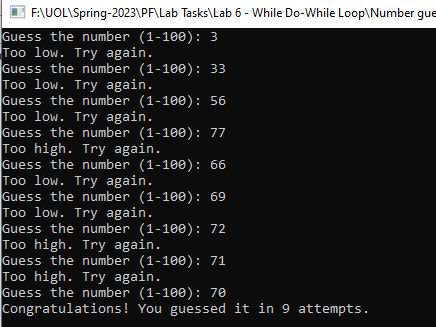 F:\UOL\Spring-2023\PF\Lab Tasks\Lab 6 - While Do-While Loop\Number gue
Guess the number (1-100): 3
Too low. Try again.
Guess the number (1-100): 33
Too low. Try again.
Guess the number (1-100): 56
Too low. Try again.
Guess the number (1-100): 77
Too high. Try again.
Guess the number (1-100): 66
Too low. Try again.
Guess the number (1-100): 69
Too low. Try again.
Guess the number (1-100): 72
Too high. Try again.
Guess the number (1-100): 71
Too high. Try again.
Guess the number (1-100): 70
Congratulations! You guessed it in 9 attempts.